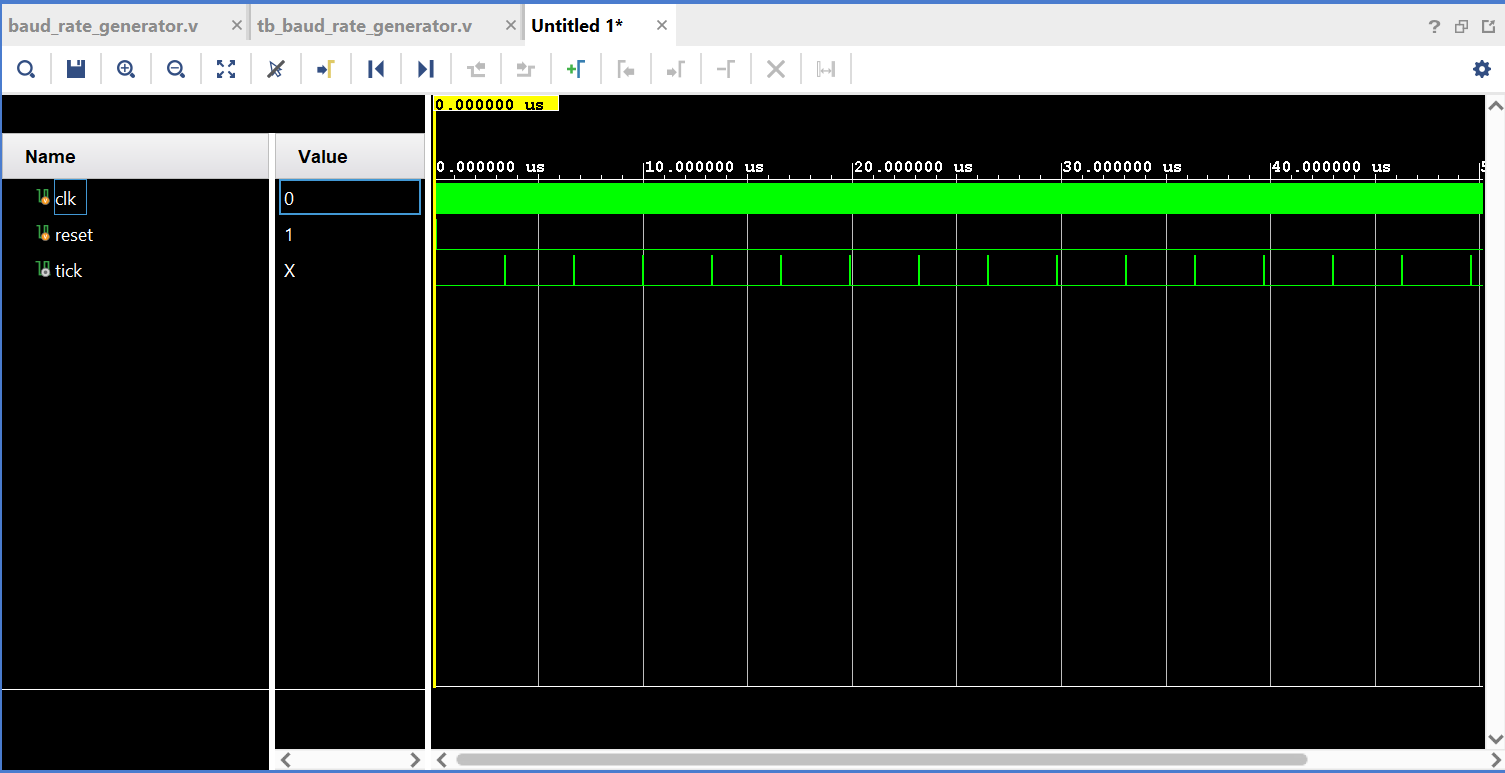 baud_rate_generator.v × tb_baud_rate_generator.v × Untitled 1* × ?
0.000000 us
Name Value 0.000000 us 10.000000 us 20.000000 us 30.000000 us 40.000000 us
clk 0
reset 1
tick X